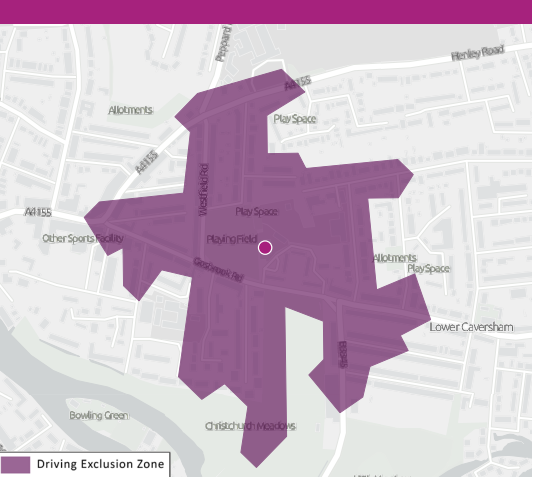 Peppard
Henley Road
A4155
Allotments
Play Space
A4155
Westfield Rd
A4155
Play Space
Other Sports Facility
Playing Field
Gosbrook Rd
Allotments
Play Space
Lower Caversham
Bowling Green
Christchurch Meadows
Driving Exclusion Zone